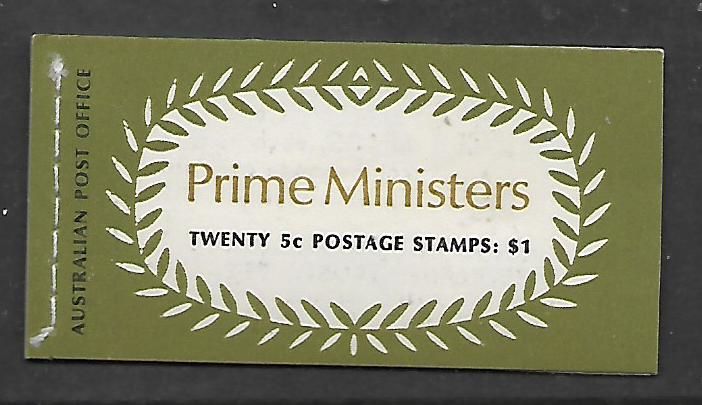 AUSTRALIAN POST OFFICE
Prime Ministers
TWENTY 5c POSTAGE STAMPS: $1